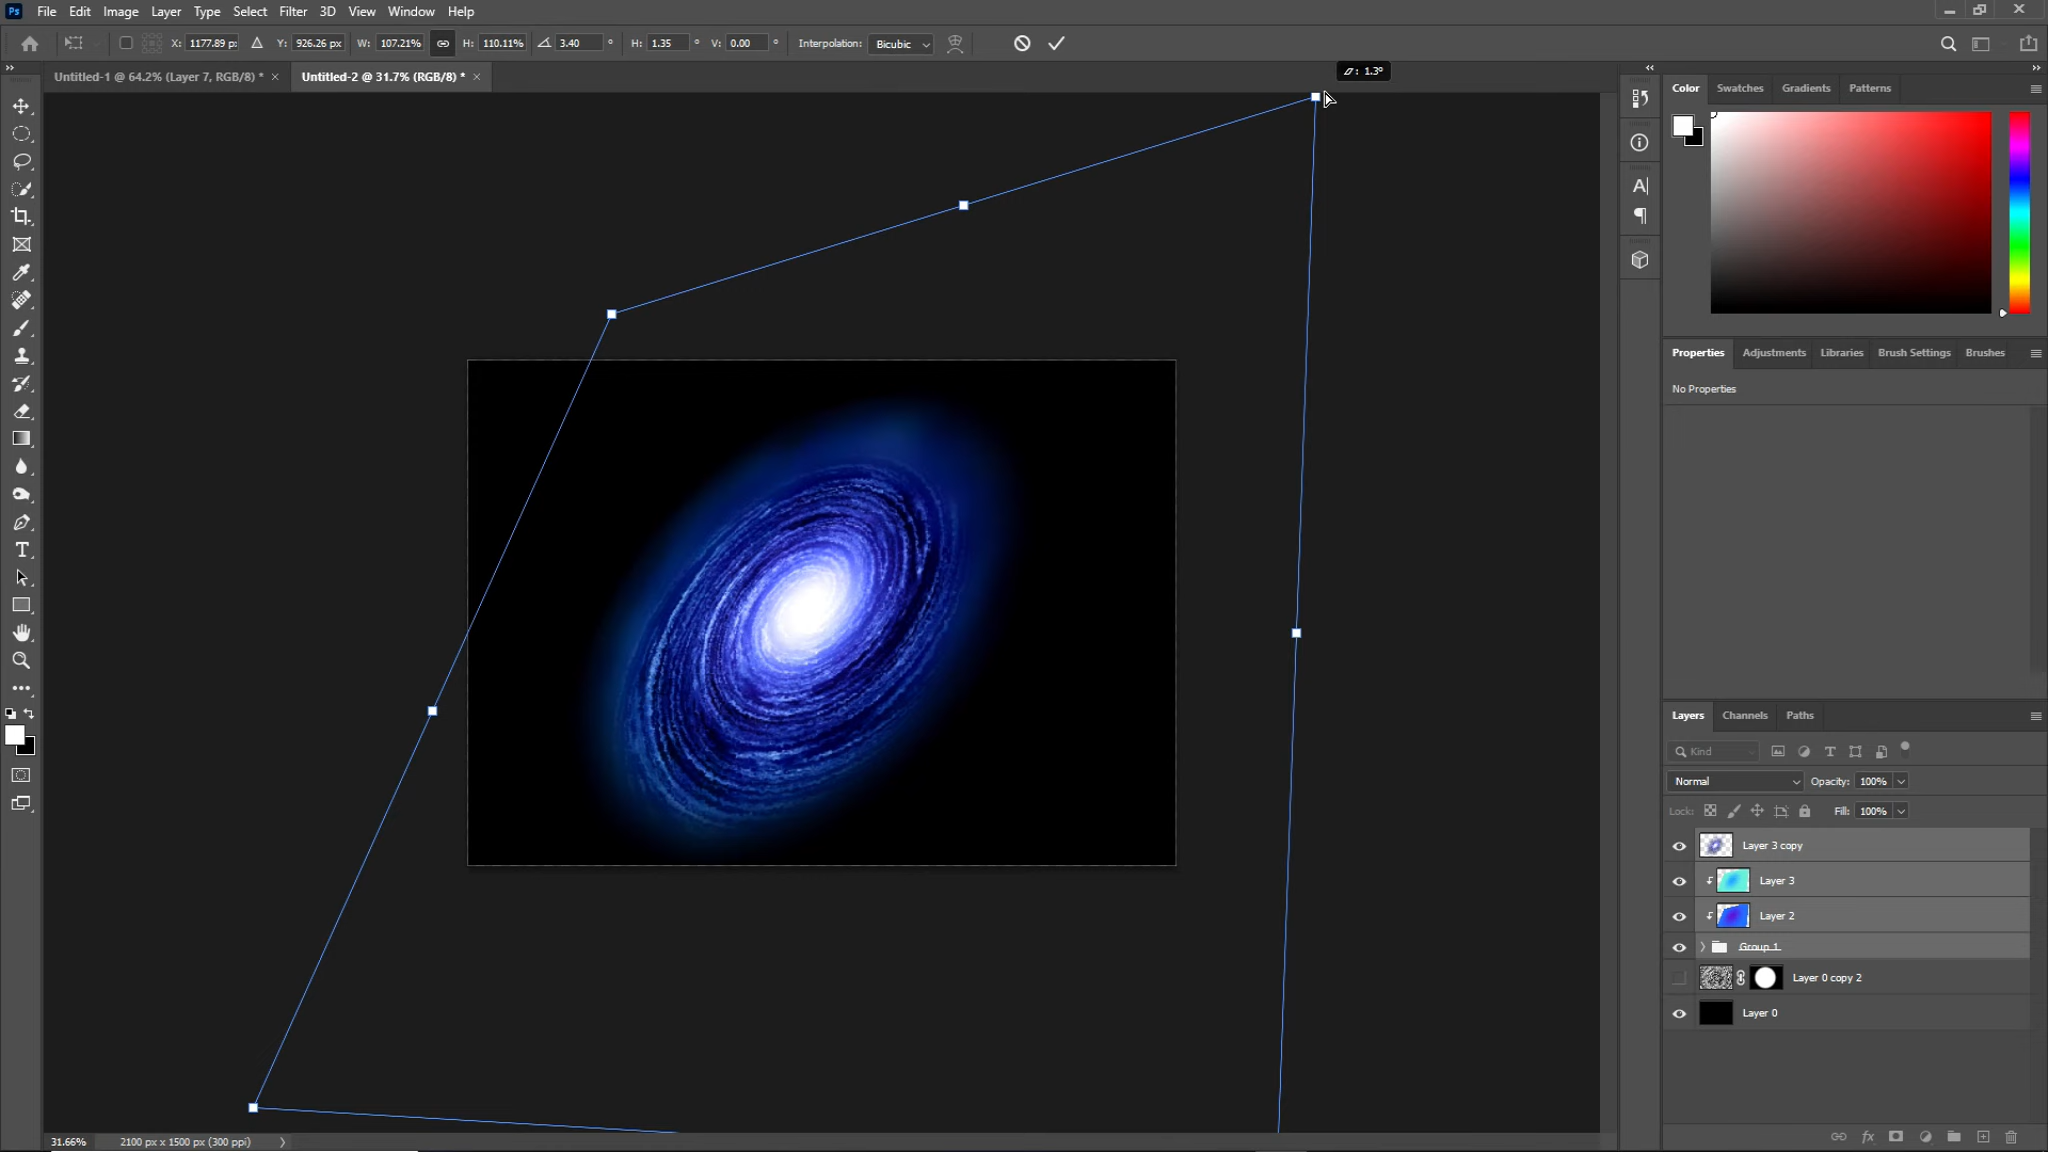 Ps File Edit Image Layer Type Select Filter 3D View Window Help
X: 1177.89 px Y: 926.26 px W: 107.21% H: 110.11% 3.40 ° H: 1.35 ° V: 0.00 ° Interpolation: Bicubic
Untitled-1 @ 64.2% (Layer 7, RGB/8) * × Untitled-2 @ 31.7% (RGB/8) * ×
1.3°
Color Swatches Gradients Patterns
Properties Adjustments Libraries Brush Settings Brushes
No Properties
Layers Channels Paths
Kind
Normal Opacity: 100%
Lock: Fill: 100%
Layer 3 copy
Layer 3
Layer 2
Group 1
Layer 0 copy 2
Layer 0
31.66% 2100 px x 1500 px (300 ppi)